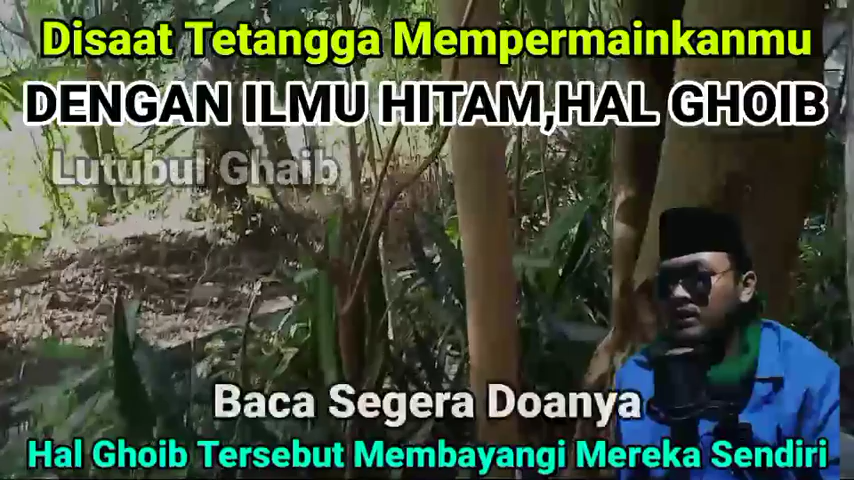 Disaat Tetangga Mempermainkanmu
DENGAN ILMU HITAM,HAL GHOIB
Lutubul Ghaib
Baca Segera Doanya
Hal Ghoib Tersebut Membayangi Mereka Sendiri